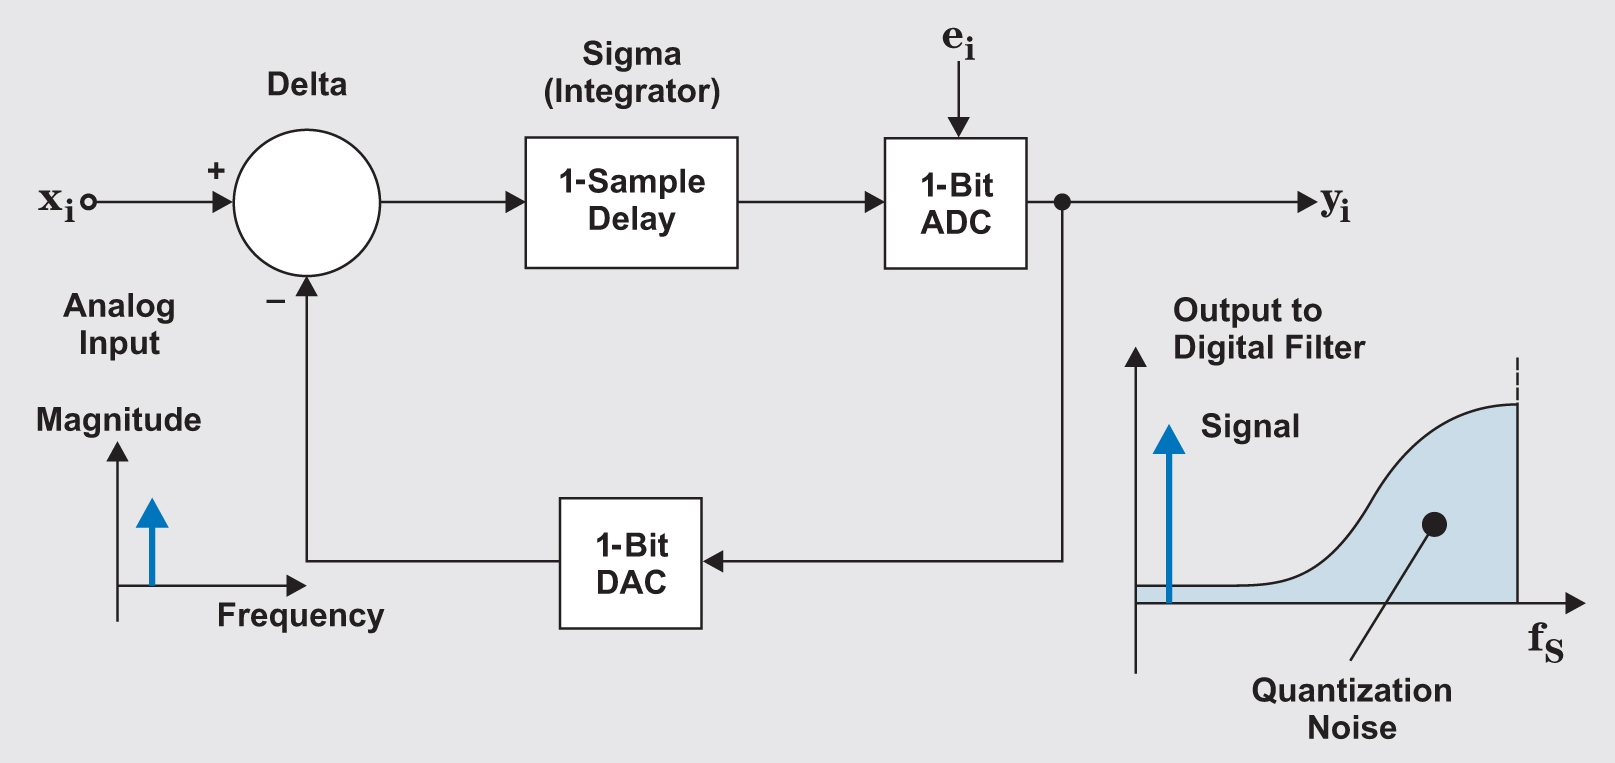 e_i
Sigma
(Integrator)
Delta
+
x_i
1-Sample
Delay
1-Bit
ADC
y_i
–
Analog
Input
Output to
Digital Filter
Magnitude
Signal
1-Bit
DAC
Frequency
f_S
Quantization
Noise